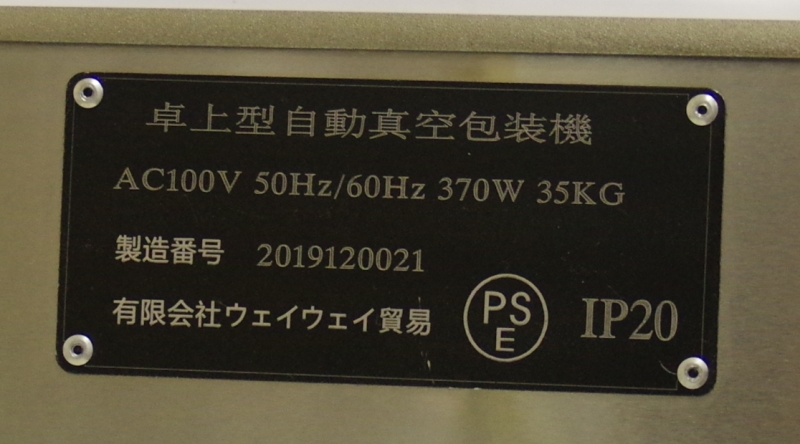 卓上型自動真空包装機
AC100V 50Hz/60Hz 370W 35KG
製造番号 2019120021
有限会社ウェイウェイ貿易 PSE IP20